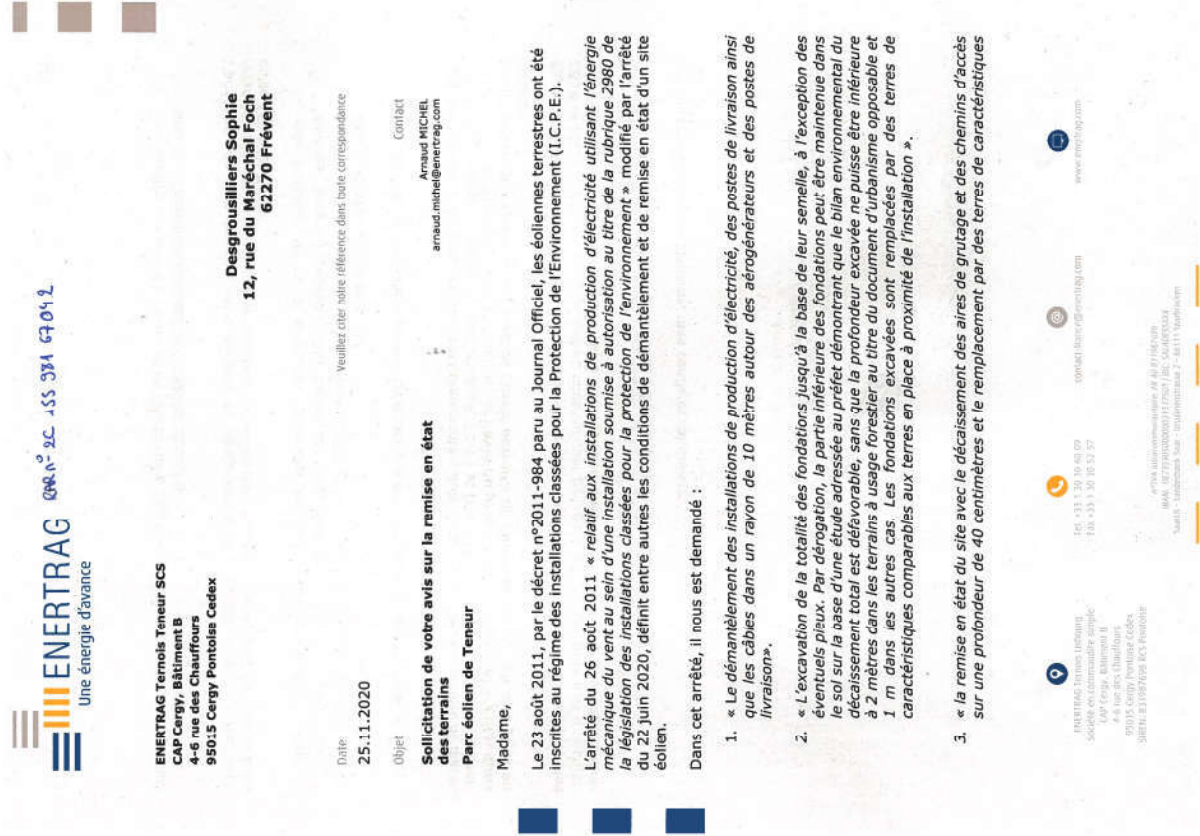 ENERTRAG
Une énergie d'avance
RAR n° 2C 155 981 67042
ENERTRAG Ternois Teneur SCS
CAP Cergy, Bâtiment B
4-6 rue des Chauffours
95015 Cergy Pontoise Cedex
Desgrousilliers Sophie
12, rue du Maréchal Foch
62270 Frévent
Date
Veuillez citer notre référence dans toute correspondance
25.11.2020
Objet
Contact
Sollicitation de votre avis sur la remise en état
des terrains
Arnaud MICHEL
arnaud.michel@enertrag.com
Parc éolien de Teneur
Madame,
Le 23 août 2011, par le décret n°2011-984 paru au Journal Officiel, les éoliennes terrestres ont été
inscrites au régime des installations classées pour la Protection de l'Environnement (I.C.P.E.).
L'arrêté du 26 août 2011 « relatif aux installations de production d'électricité utilisant l'énergie
mécanique du vent au sein d'une installation soumise à autorisation au titre de la rubrique 2980 de
la législation des installations classées pour la protection de l'environnement » modifié par l'arrêté
du 22 juin 2020, définit entre autres les conditions de démantèlement et de remise en état d'un site
éolien.
Dans cet arrêté, il nous est demandé :
1. « Le démantèlement des installations de production d'électricité, des postes de livraison ainsi
que les câbles dans un rayon de 10 mètres autour des aérogénérateurs et des postes de
livraison».
2. « L'excavation de la totalité des fondations jusqu'à la base de leur semelle, à l'exception des
éventuels pieux. Par dérogation, la partie inférieure des fondations peut être maintenue dans
le sol sur la base d'une étude adressée au préfet démontrant que le bilan environnemental du
décaissement total est défavorable, sans que la profondeur excavée ne puisse être inférieure
à 2 mètres dans les terrains à usage forestier au titre du document d'urbanisme opposable et
1 m dans les autres cas. Les fondations excavées sont remplacées par des terres de
caractéristiques comparables aux terres en place à proximité de l'installation ».
3. « la remise en état du site avec le décaissement des aires de grutage et des chemins d'accès
sur une profondeur de 40 centimètres et le remplacement par des terres de caractéristiques
Société en commandite simple
CAP Cergy, Bâtiment B
4-6 rue des Chauffours
95015 Cergy Pontoise Cedex
www.enertrag.com